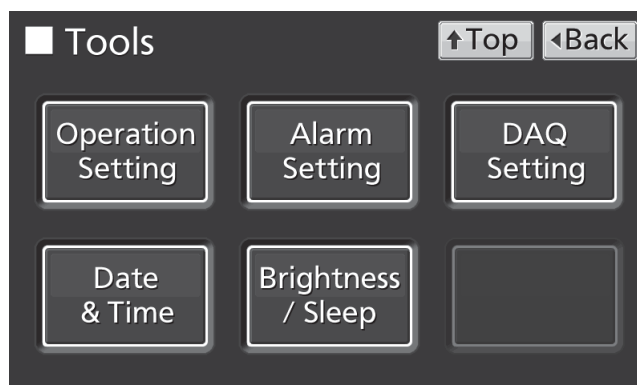 Tools
↑Top
◂Back
Operation
Setting
Alarm
Setting
DAQ
Setting
Date
& Time
Brightness
/ Sleep